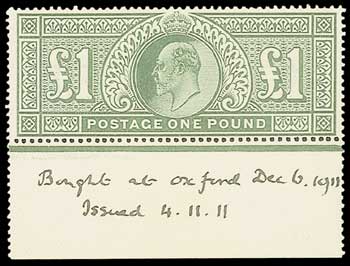 £1 £1
POSTAGE ONE POUND
Bought at Oxford Dec 6. 1911
Issued 4.11.11